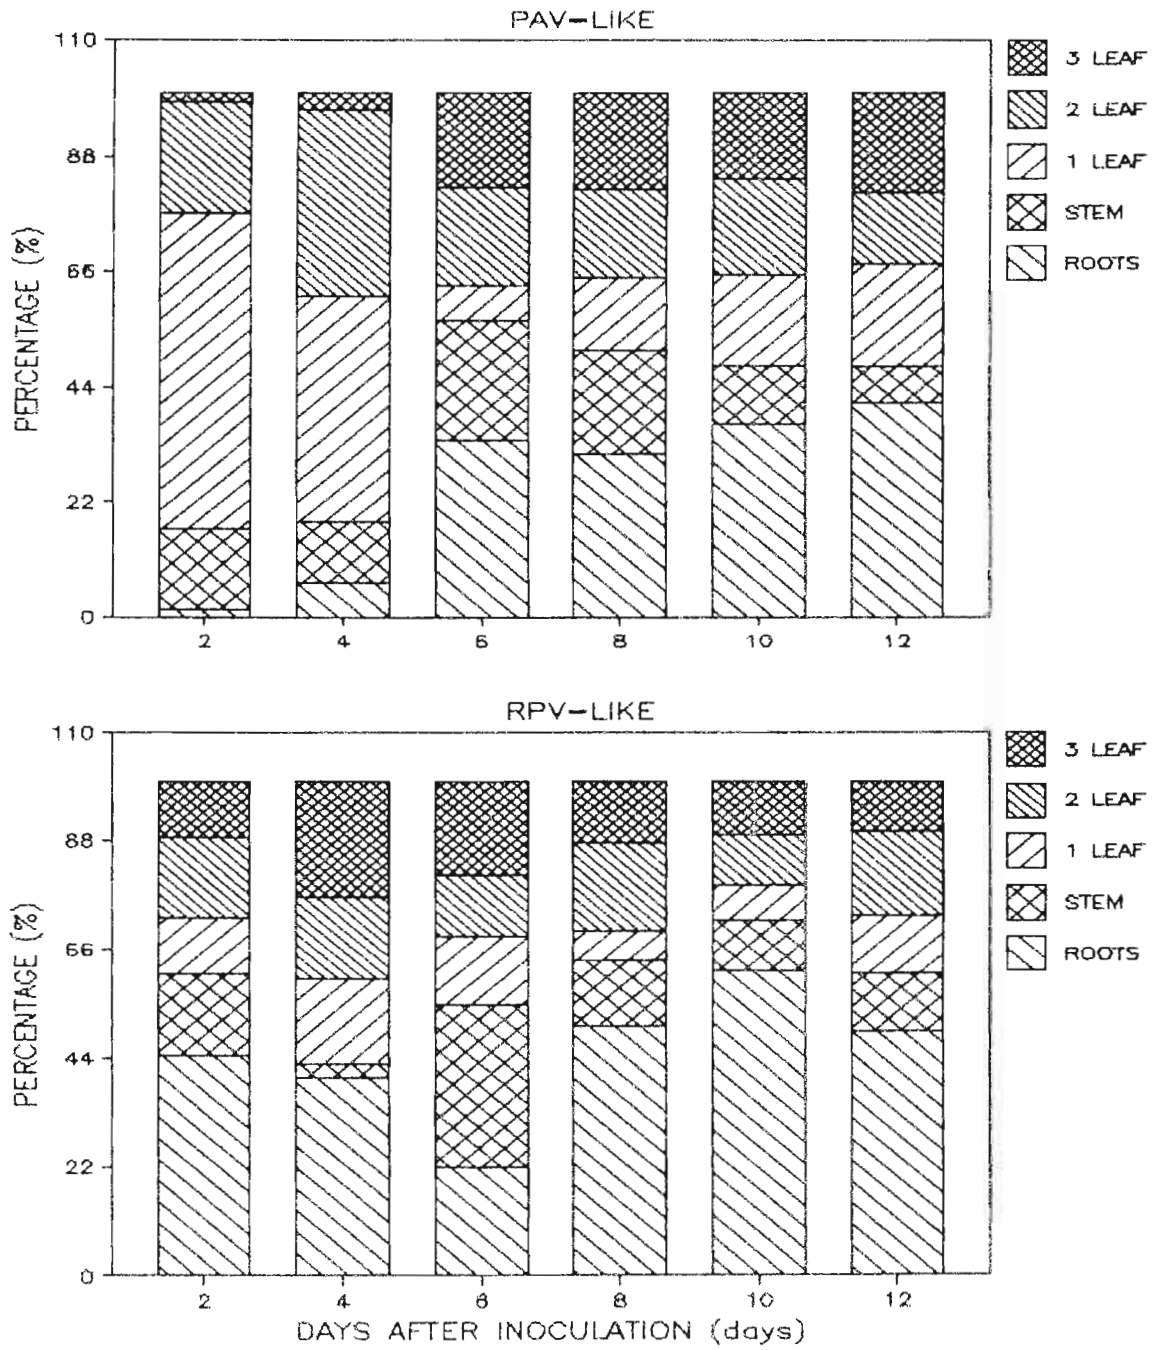 PAV-LIKE
110
88
66
44
22
0
PERCENTAGE (%)
2 4 6 8 10 12
3 LEAF
2 LEAF
1 LEAF
STEM
ROOTS
RPV-LIKE
110
88
66
44
22
0
PERCENTAGE (%)
2 4 6 8 10 12
DAYS AFTER INOCULATION (days)
3 LEAF
2 LEAF
1 LEAF
STEM
ROOTS